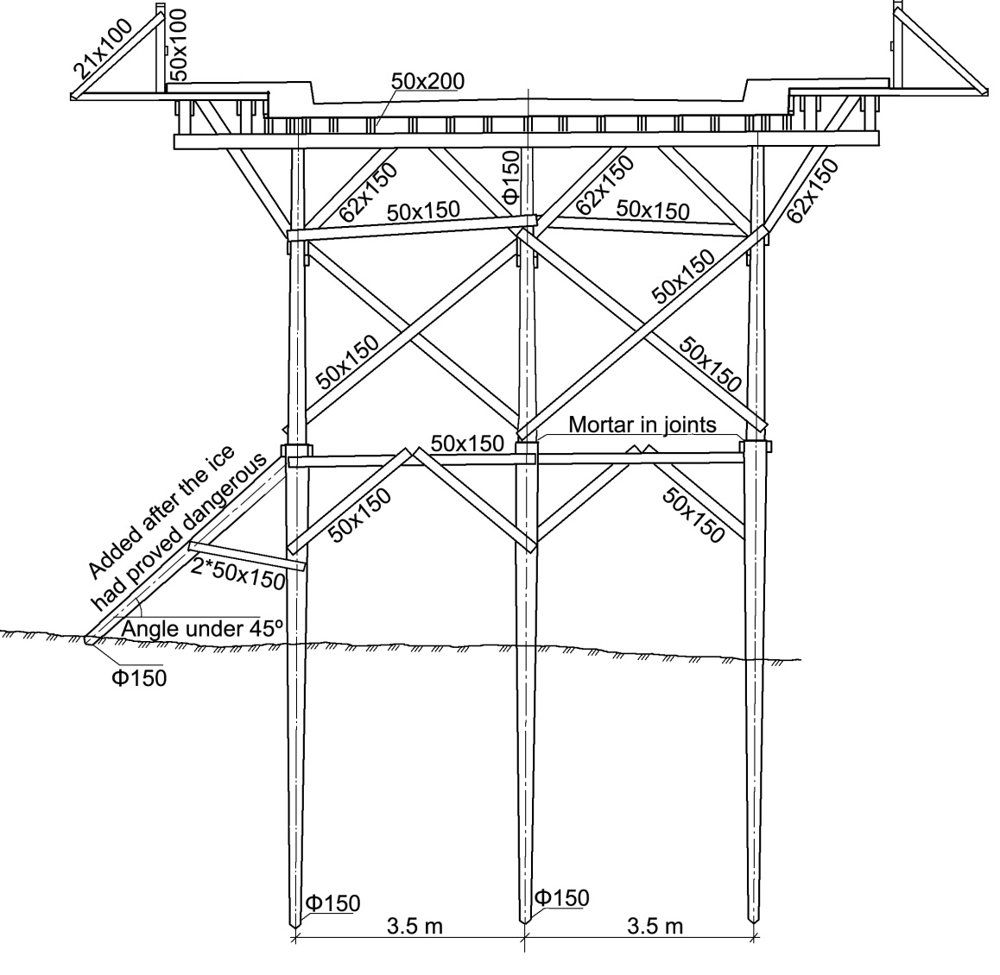 21x100
50x100
50x200
62x150
Φ150
62x150
62x150
50x150
50x150
50x150
50x150
50x150
Mortar in joints
50x150
Added after the ice
had proved dangerous
50x150
50x150
2*50x150
Angle under 45º
Φ150
Φ150
Φ150
3.5 m
3.5 m